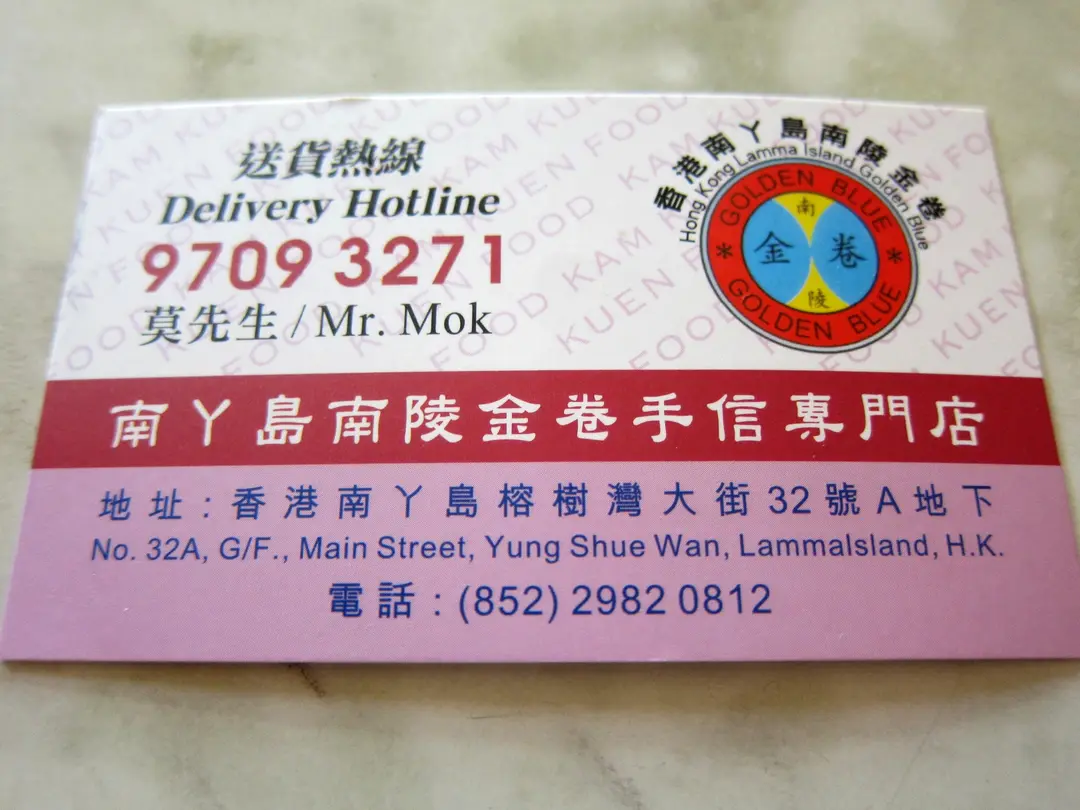 送貨熱線
Delivery Hotline
9709 3271
莫先生 / Mr. Mok
香港南丫島南陵金卷
Hong Kong Lamma Island Golden Blue
GOLDEN BLUE
南
金 卷
陵
* *
GOLDEN BLUE
南丫島南陵金卷手信專門店
地址：香港南丫島榕樹灣大街32號A地下
No. 32A, G/F., Main Street, Yung Shue Wan, LammaIsland, H.K.
電話：(852) 2982 0812
KAM KUEN FOOD